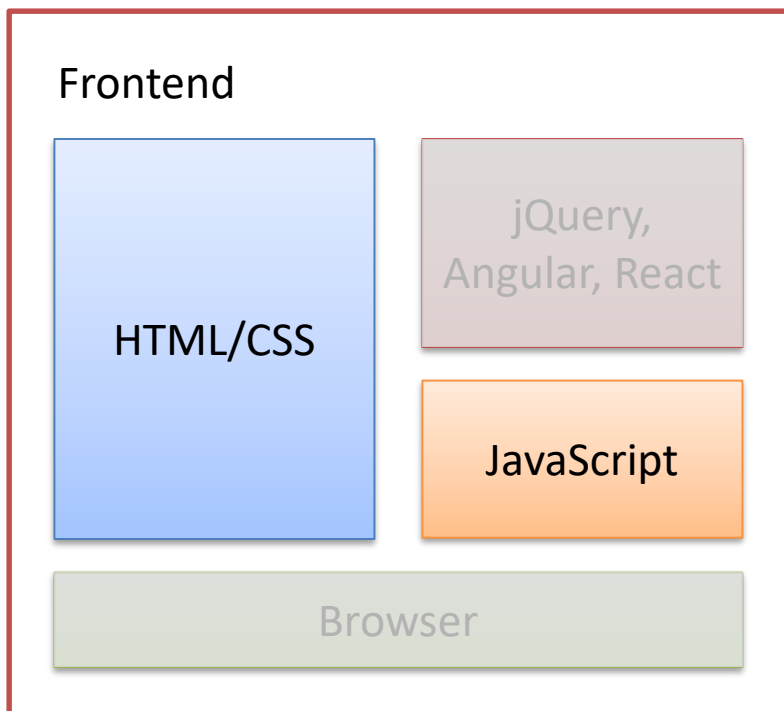 Frontend
HTML/CSS
jQuery,
Angular, React
JavaScript
Browser